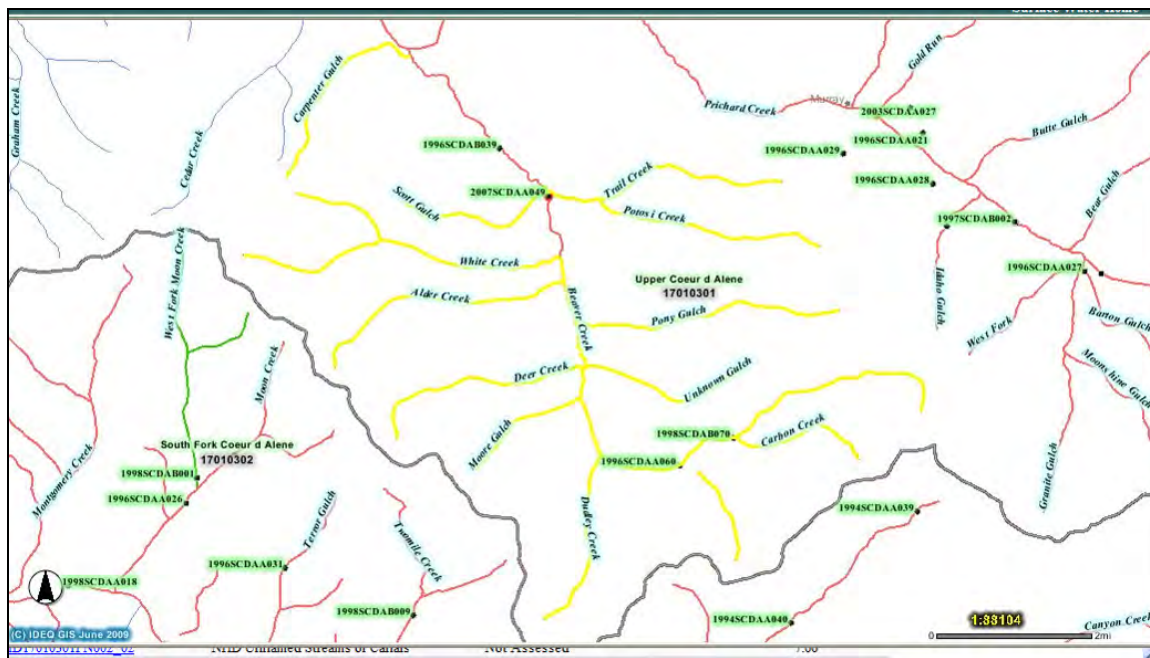 Surface Water Home
Carpenter Gulch
Gold Run
Prichard Creek
Murray
2003SCDAA027
Graham Creek
Cedar Creek
1996SCDAB039
1996SCDAA029
1996SCDAA021
Butte Gulch
Trail Creek
1996SCDAA028
2007SCDAA049
Scott Gulch
Potosi Creek
Bear Gulch
1997SCDAB002
West Fork Moon Creek
White Creek
1996SCDAA027
Upper Coeur d Alene
17010301
Alder Creek
Beaver Creek
Idaho Gulch
Pony Gulch
West Fork
Barton Gulch
Moon Creek
Deer Creek
Unknown Gulch
Moonshine Gulch
Moore Gulch
1998SCDAB070
Carbon Creek
South Fork Coeur d Alene
17010302
1996SCDAA060
1998SCDAB001
Montgomery Creek
Granite Gulch
1996SCDAA026
Terror Gulch
Twomile Creek
Dudley Creek
1994SCDAA039
1996SCDAA031
1998SCDAA018
1998SCDAB009
1994SCDAA040
1:88104
Canyon Creek
(C) IDEQ GIS June 2009
0 2mi
NHD Unnamed Streams or Canals Not Assessed 7.00